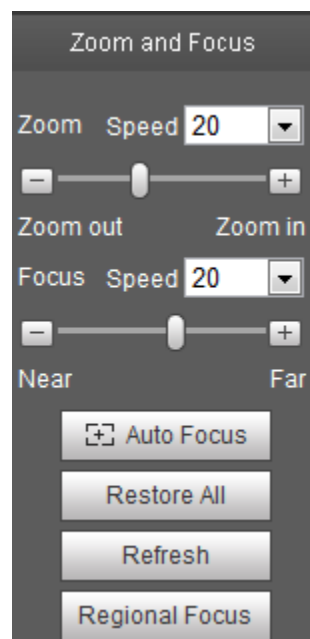 Zoom and Focus
Zoom Speed 20
Zoom out Zoom in
Focus Speed 20
Near Far
Auto Focus
Restore All
Refresh
Regional Focus